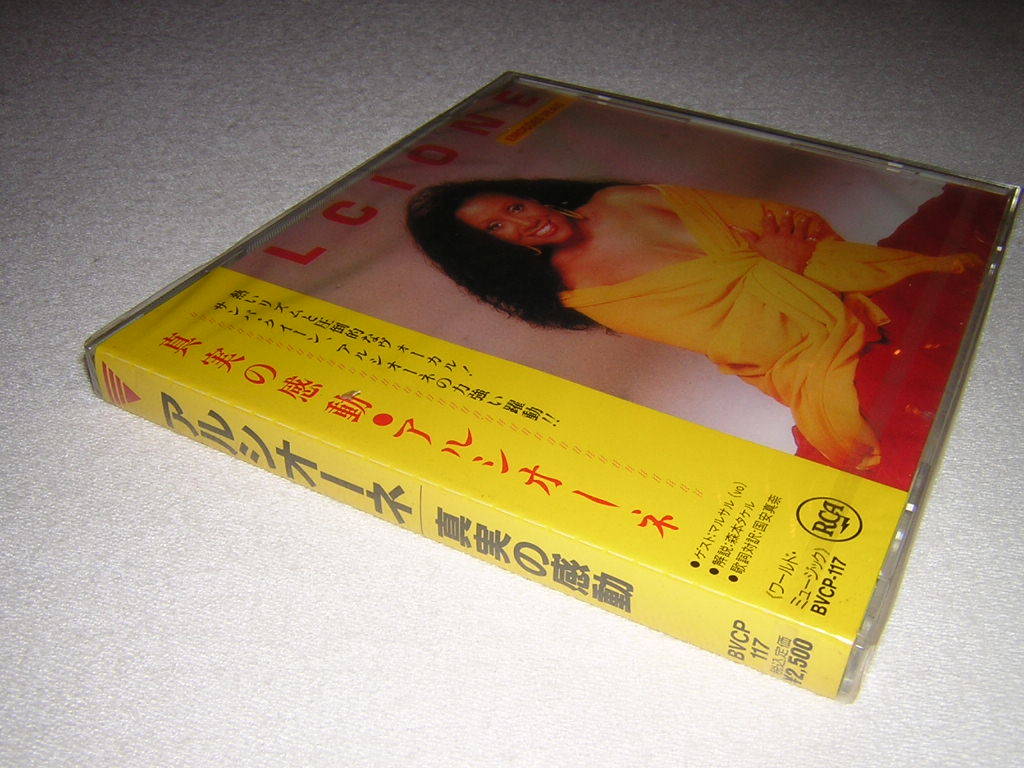 LCIONE
熱いリズムと圧倒的なヴォーカル!
サンバ・クイーン、アルシオーネの力強い躍動!!
真実の感動●アルシオーネ
●ゲスト:マルサル(vo)
●解説:森本タケル
●歌詞対訳:国安真奈
RCA
〈ワールド・
ミュージック〉
BVCP-117
アルシオーネ 真実の感動
BVCP
117
税込定価
¥2,500